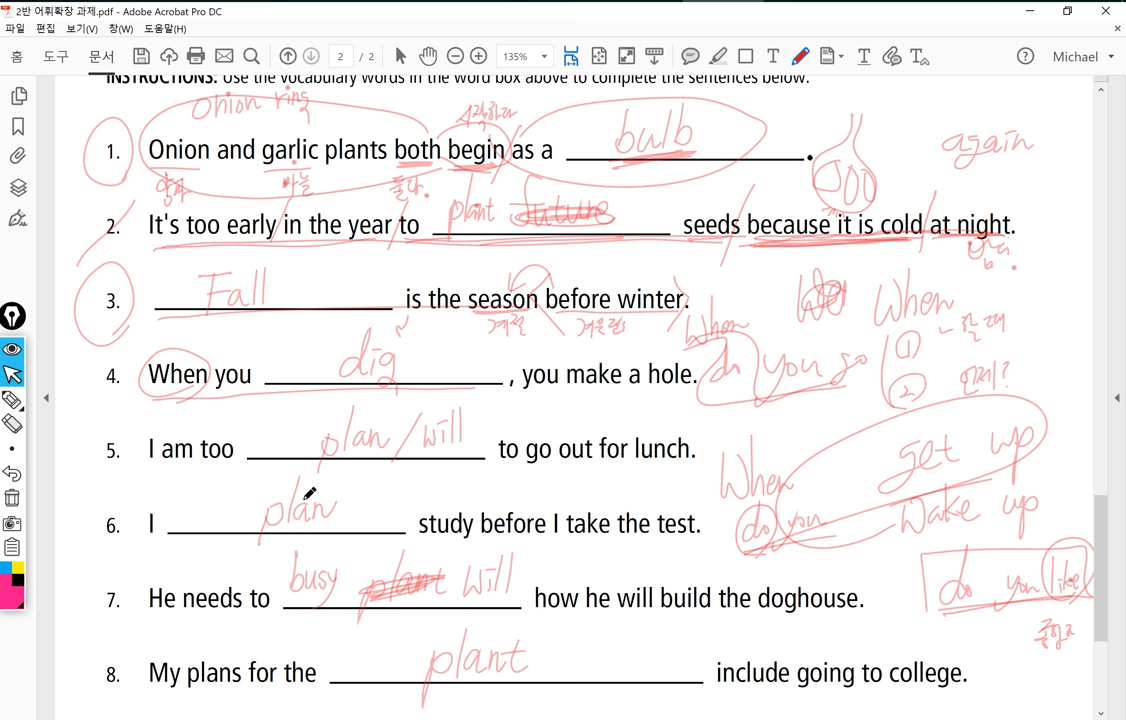 2반 어휘확장 과제.pdf - Adobe Acrobat Pro DC
파일 편집 보기(V) 창(W) 도움말(H)
홈 도구 문서 2 / 2 135% Michael
INSTRUCTIONS: Use the vocabulary words in the word box above to complete the sentences below.
Onion ring 시작하다
1. Onion and garlic plants both begin as a bulb. again
양파 마늘 둘다.
2. It's too early in the year to plant future seeds because it is cold at night.
밤에.
3. Fall is the season before winter. When
계절 겨울전 When ~할 때
4. When you dig, you make a hole. do you go ① ② 언제?
5. I am too plan/will to go out for lunch. get up
When
6. I plan study before I take the test. do you wake up
7. He needs to busy plant will how he will build the doghouse. do you like
8. My plans for the plant include going to college.